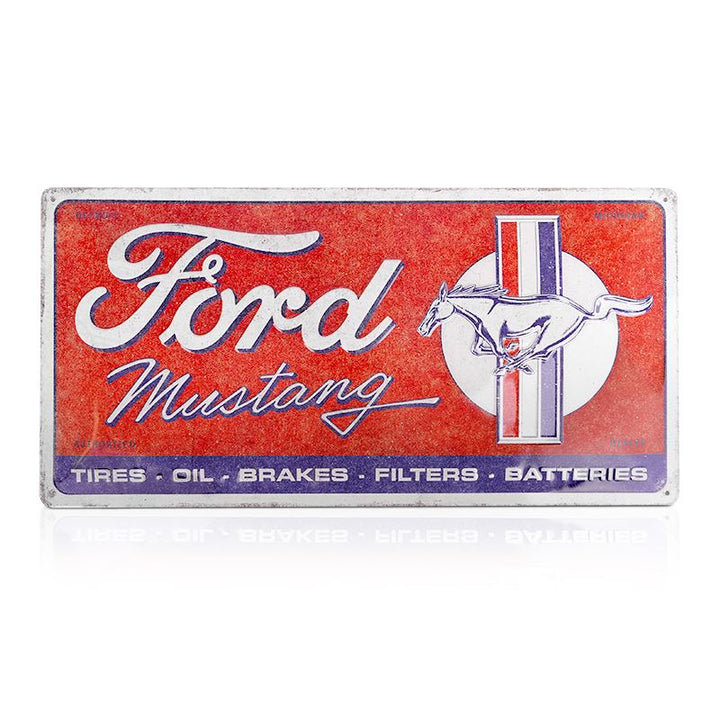 Ford
Mustang
TIRES · OIL · BRAKES · FILTERS · BATTERIES